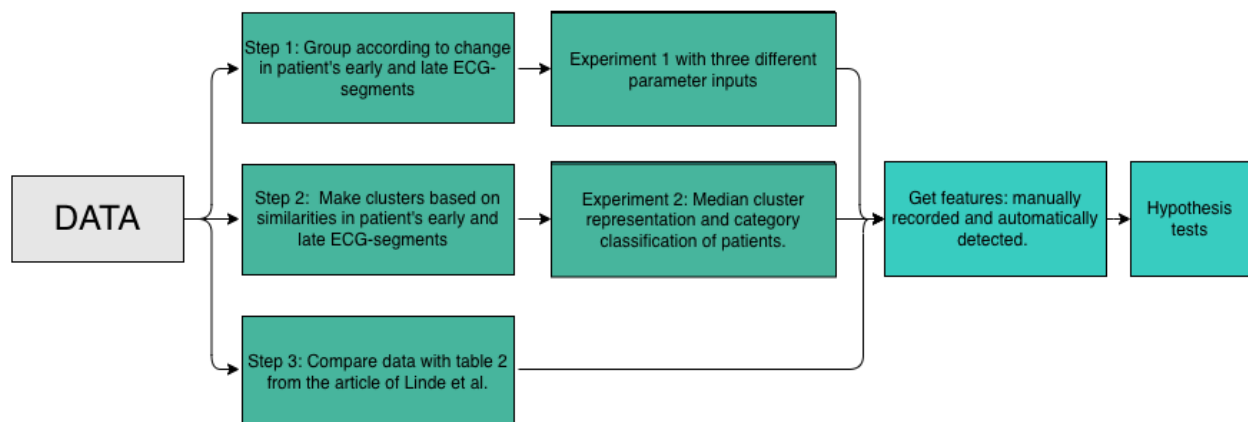 Step 1: Group according to change
in patient's early and late ECG-
segments
Experiment 1 with three different
parameter inputs
DATA
Step 2:  Make clusters based on
similarities in patient's early and
late ECG-segments
Experiment 2: Median cluster
representation and category
classification of patients.
Get features: manually
recorded and automatically
detected.
Hypothesis
tests
Step 3: Compare data with table 2
from the article of Linde et al.